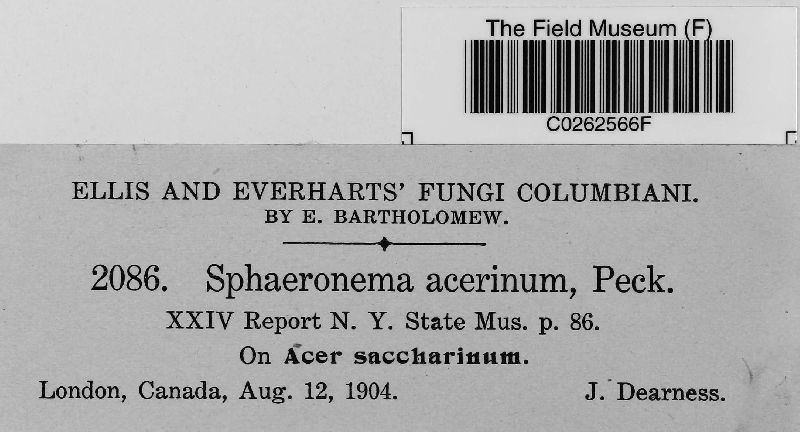 The Field Museum (F)
C0262566F
ELLIS AND EVERHARTS' FUNGI COLUMBIANI.
BY E. BARTHOLOMEW.
2086. Sphaeronema acerinum, Peck.
XXIV Report N. Y. State Mus. p. 86.
On Acer saccharinum.
London, Canada, Aug. 12, 1904. J. Dearness.